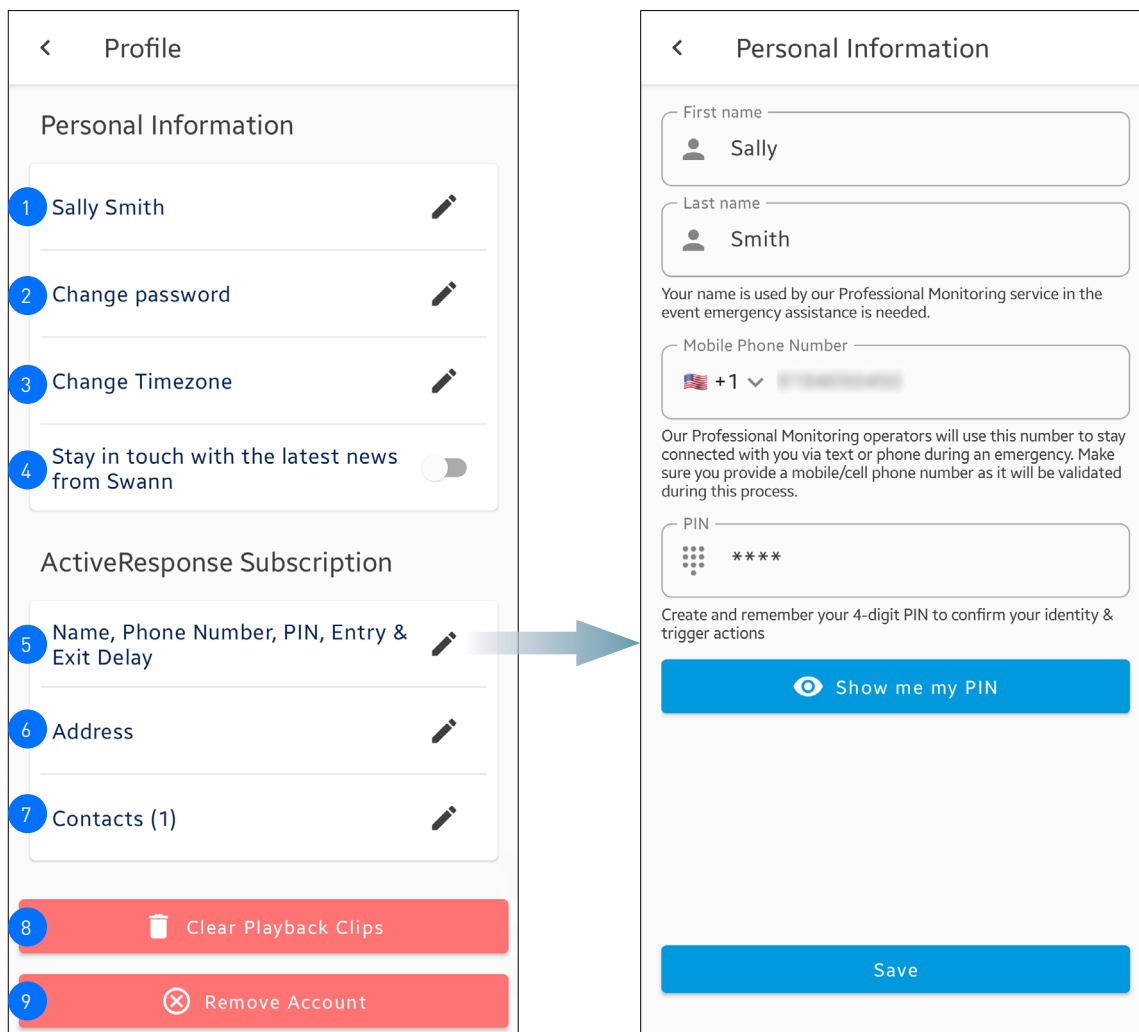 Profile
Personal Information
1 Sally Smith
2 Change password
3 Change Timezone
4 Stay in touch with the latest news
from Swann
ActiveResponse Subscription
5 Name, Phone Number, PIN, Entry &
Exit Delay
6 Address
7 Contacts (1)
8 Clear Playback Clips
9 Remove Account
Personal Information
First name
Sally
Last name
Smith
Your name is used by our Professional Monitoring service in the
event emergency assistance is needed.
Mobile Phone Number
+1
Our Professional Monitoring operators will use this number to stay
connected with you via text or phone during an emergency. Make
sure you provide a mobile/cell phone number as it will be validated
during this process.
PIN
****
Create and remember your 4-digit PIN to confirm your identity &
trigger actions
Show me my PIN
Save